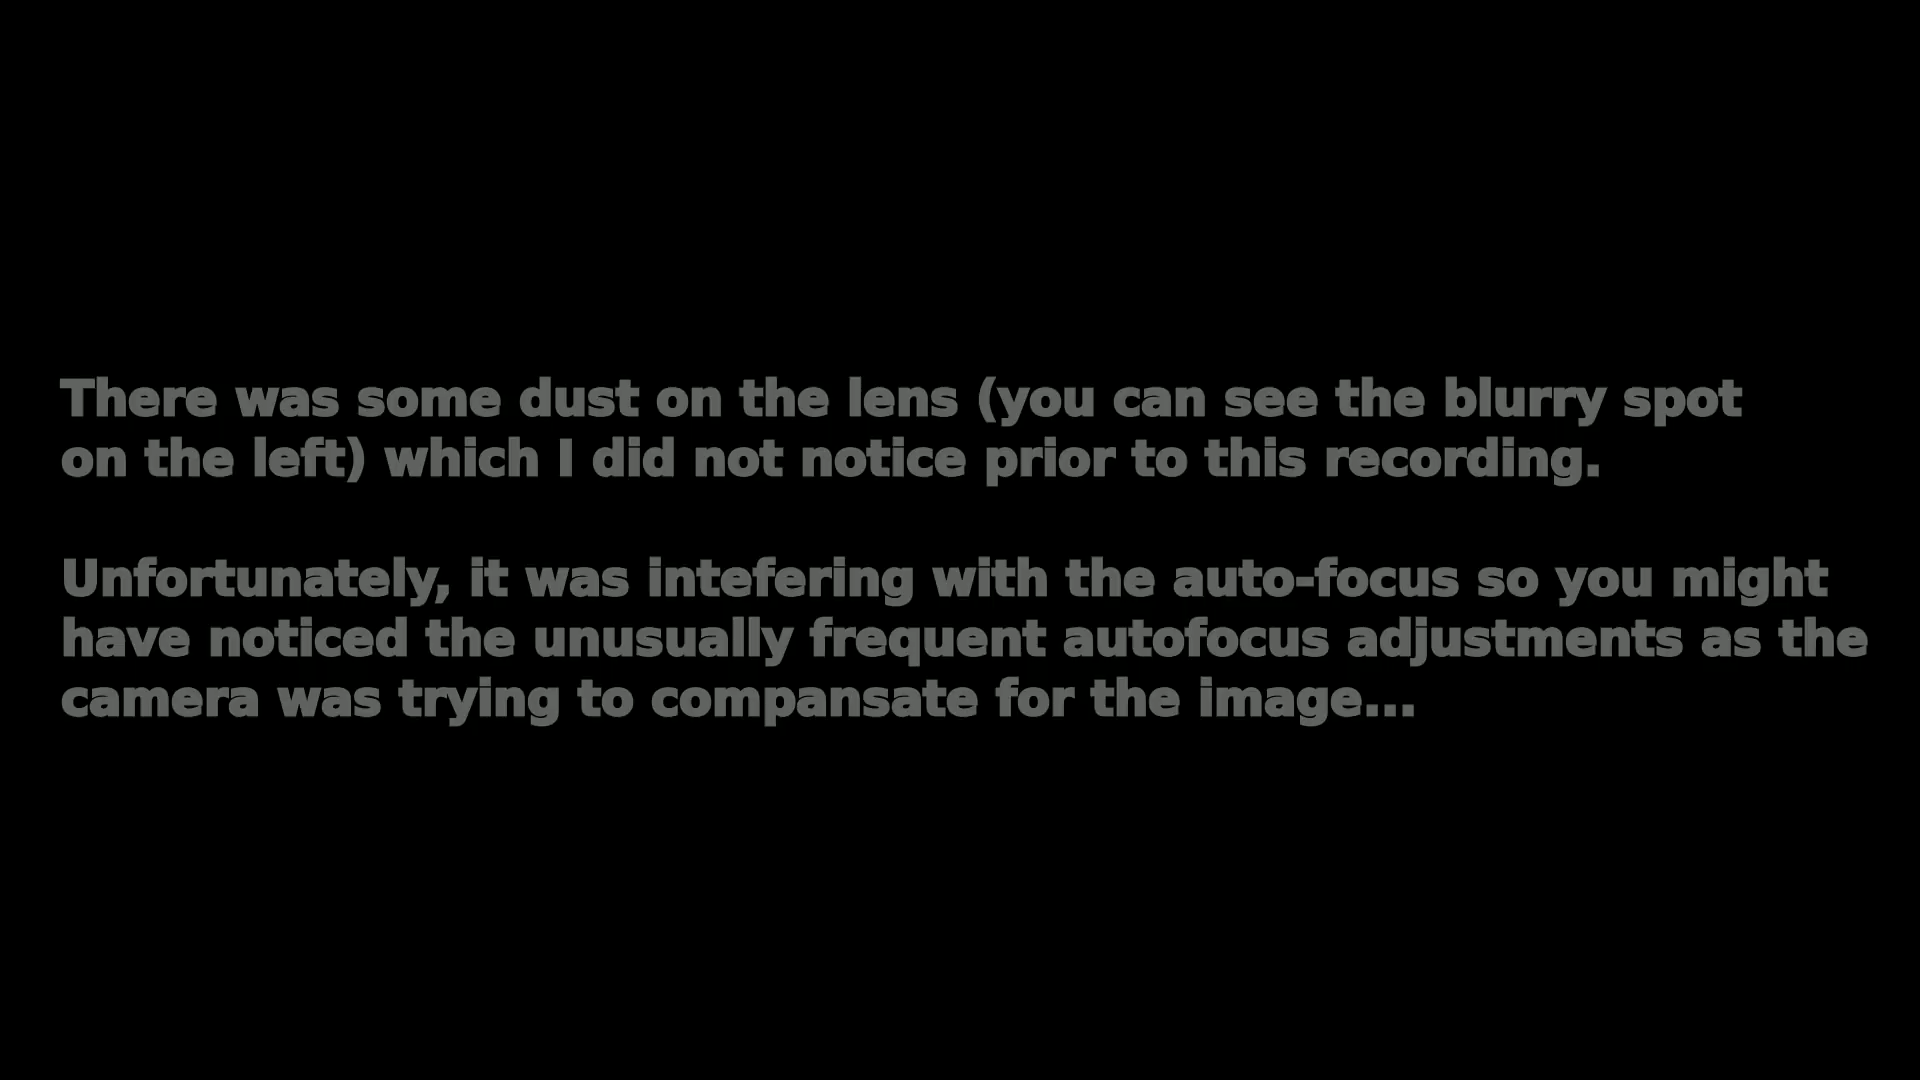 There was some dust on the lens (you can see the blurry spot
on the left) which I did not notice prior to this recording.
Unfortunately, it was intefering with the auto-focus so you might
have noticed the unusually frequent autofocus adjustments as the
camera was trying to compansate for the image...